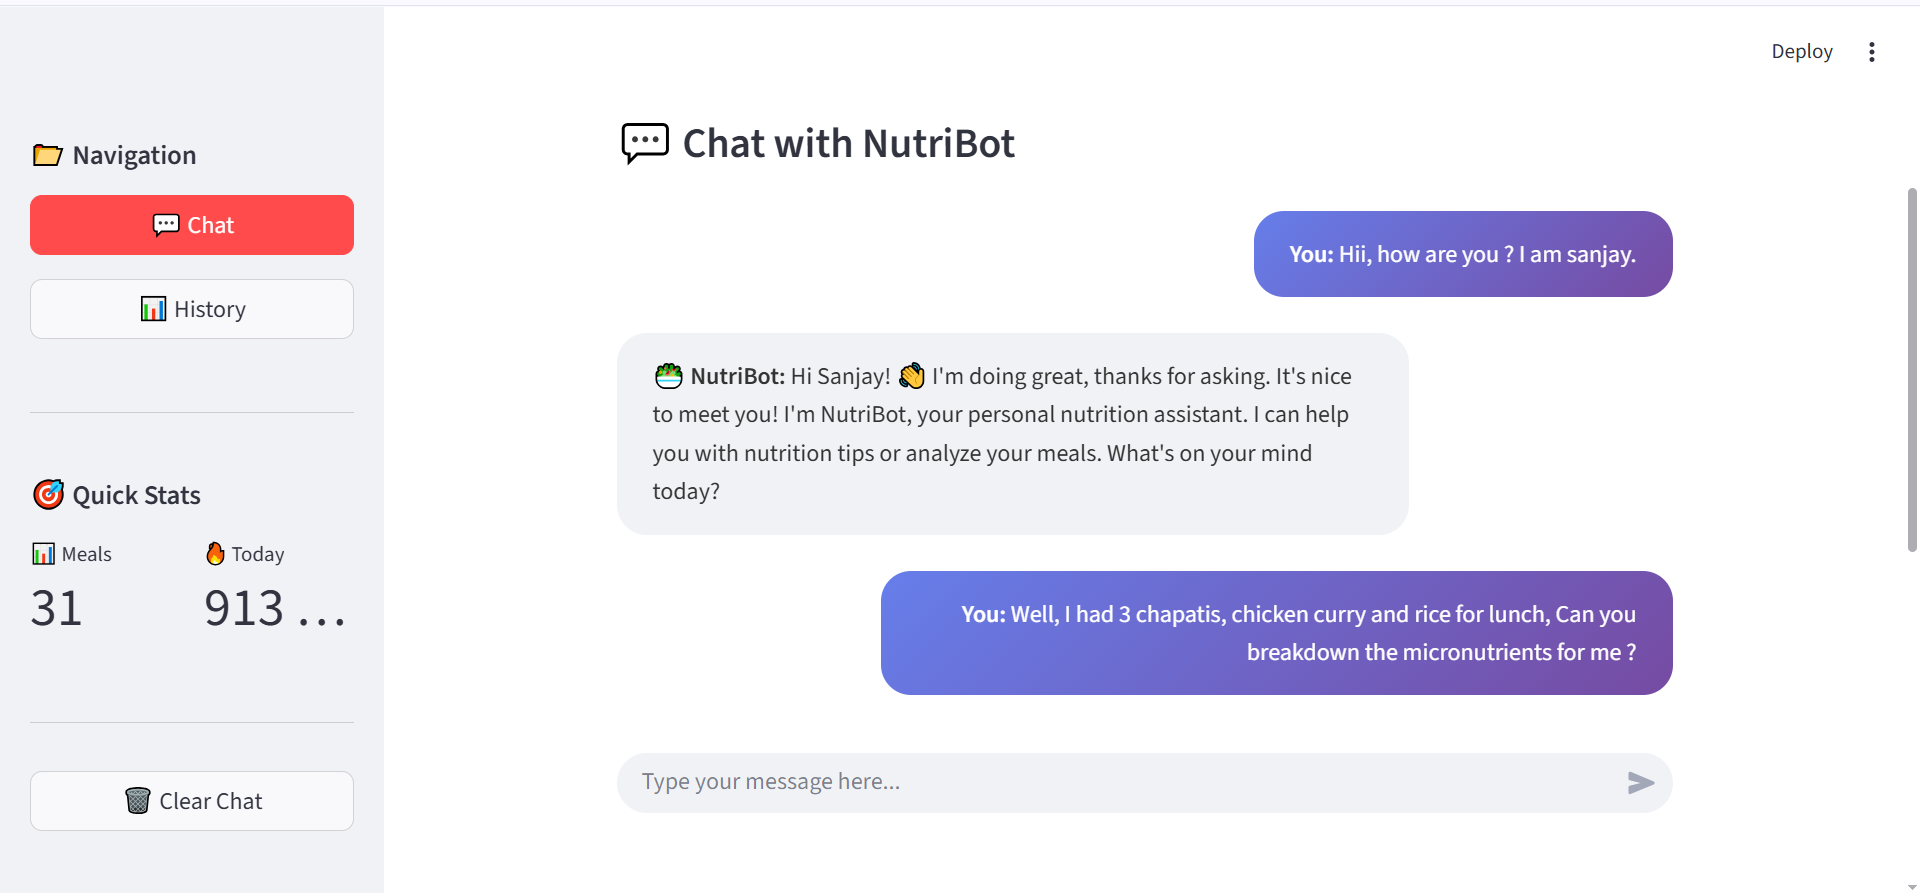 Deploy
Navigation
Chat
History
Quick Stats
Meals
Today
31
913 ...
Clear Chat
Chat with NutriBot
You: Hii, how are you ? I am sanjay.
NutriBot: Hi Sanjay! 👋 I'm doing great, thanks for asking. It's nice
to meet you! I'm NutriBot, your personal nutrition assistant. I can help
you with nutrition tips or analyze your meals. What's on your mind
today?
You: Well, I had 3 chapatis, chicken curry and rice for lunch, Can you
breakdown the micronutrients for me ?
Type your message here...